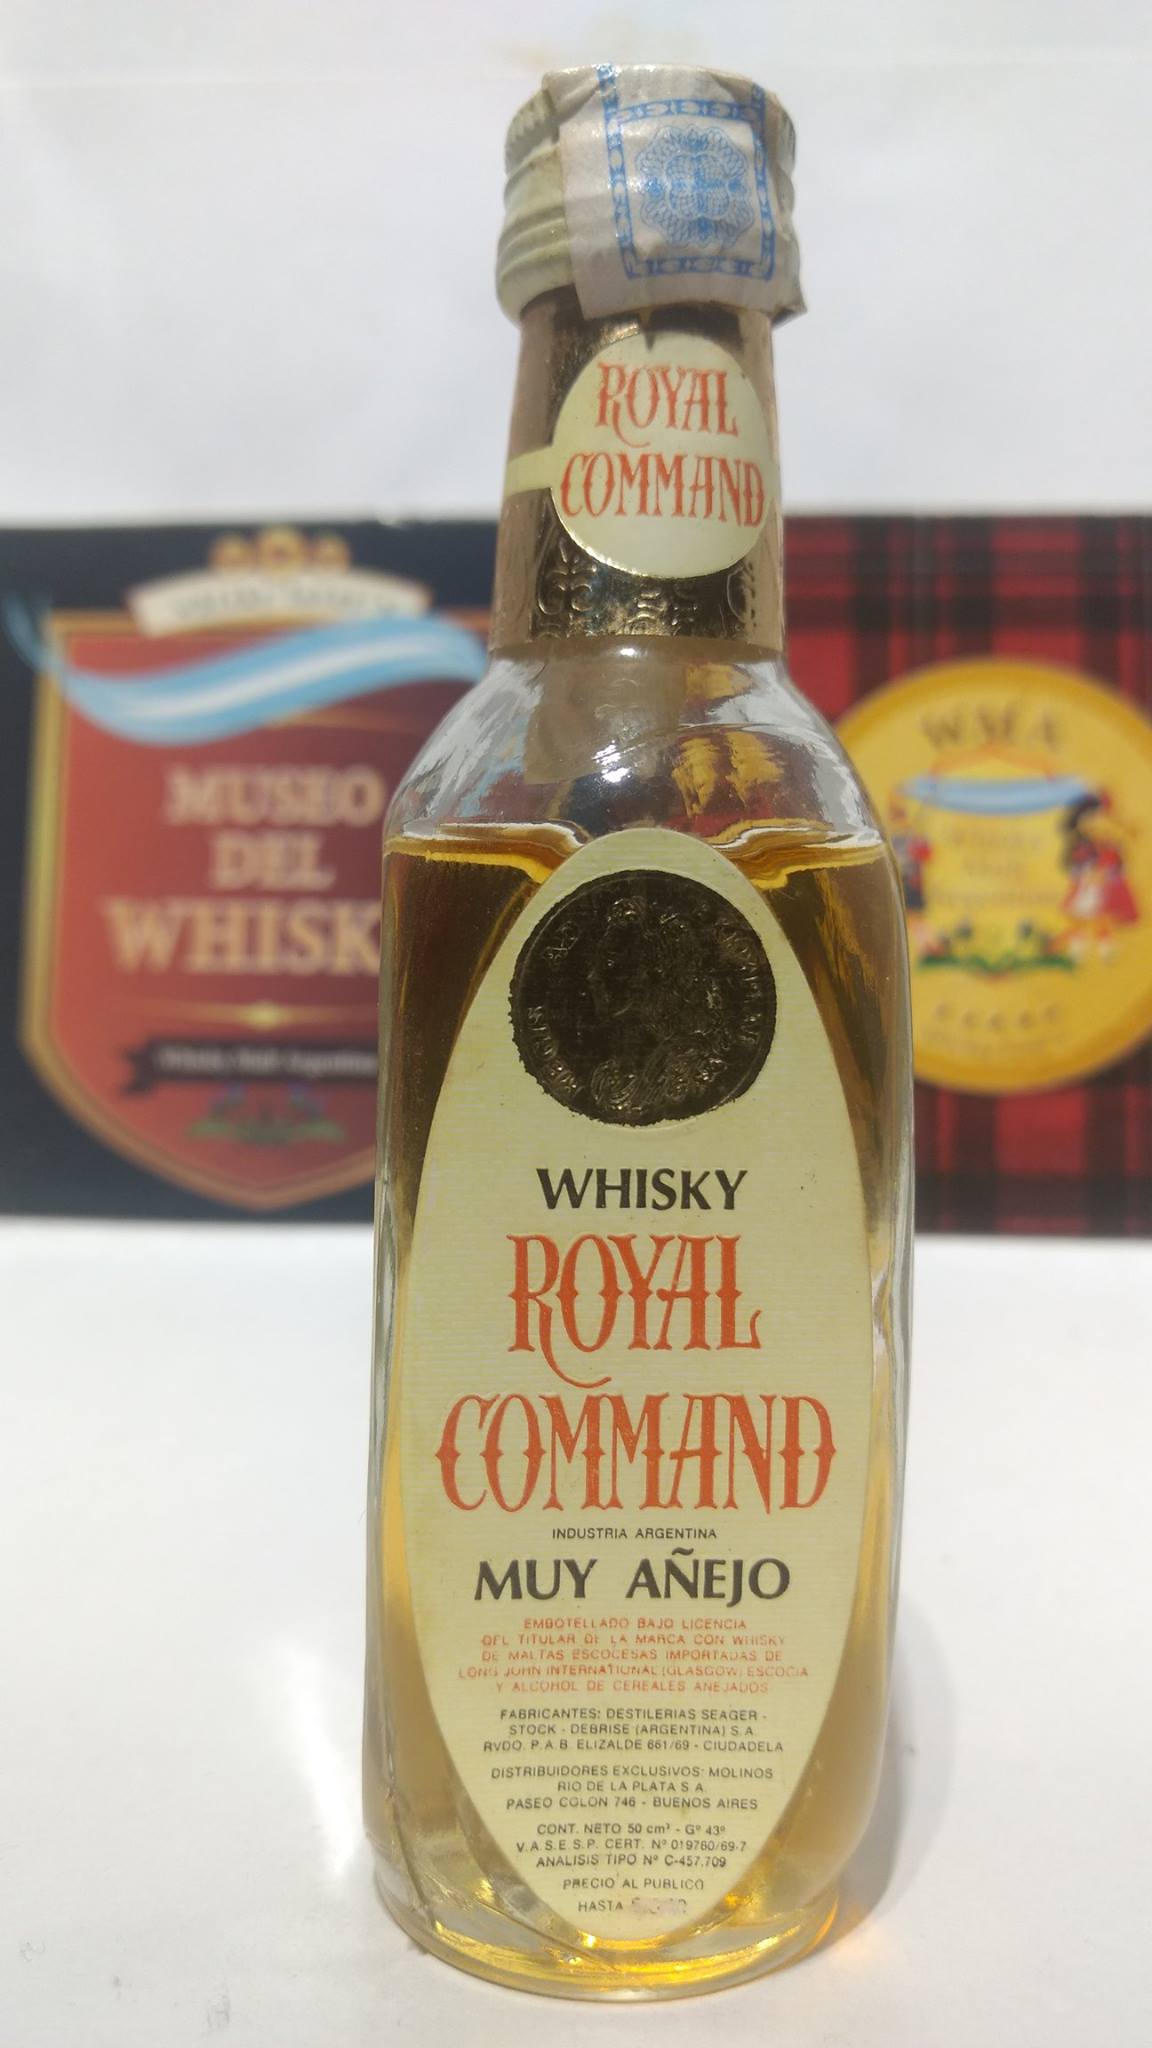 ROYAL
COMMAND
WMA
MUSEO
DEL
WHISK
Whisky Malt Argentina
WHISKY
ROYAL
COMMAND
INDUSTRIA ARGENTINA
MUY AÑEJO
EMBOTELLADO BAJO LICENCIA
DEL TITULAR DE LA MARCA CON WHISKY
DE MALTAS ESCOCESAS IMPORTADAS DE
LONG JOHN INTERNATIONAL (GLASGOW) ESCOCIA
Y ALCOHOL DE CEREALES AÑEJADOS
FABRICANTES: DESTILERIAS SEAGER -
STOCK - DEBRISE (ARGENTINA) S.A.
RVDO. P.A.B. ELIZALDE 661/69 - CIUDADELA
DISTRIBUIDORES EXCLUSIVOS: MOLINOS
RIO DE LA PLATA S.A.
PASEO COLON 746 - BUENOS AIRES
CONT. NETO 50 cm³ - Gº 43º
V.A.S.E.S.P. CERT. Nº 019760/69-7
ANALISIS TIPO Nº C-457.709
PRECIO AL PUBLICO
HASTA